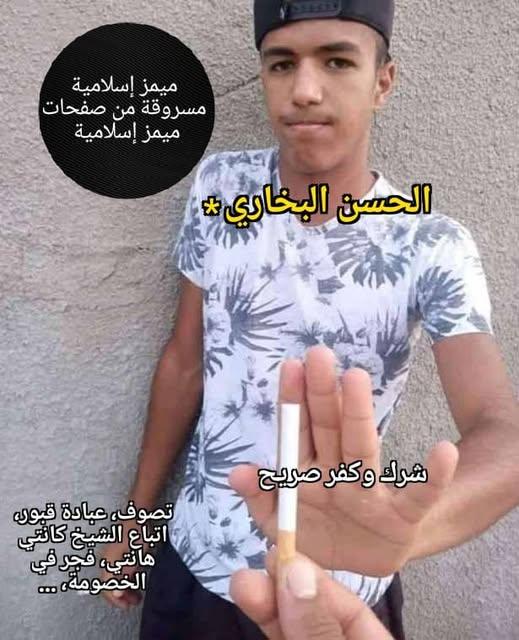 ميمز إسلامية
مسروقة من صفحات
ميمز إسلامية
الحسن البخاري*
شرك وكفر صريح
تصوف، عبادة قبور،
اتباع الشيخ كانتي
هانتي، فجر في
الخصومة، ...